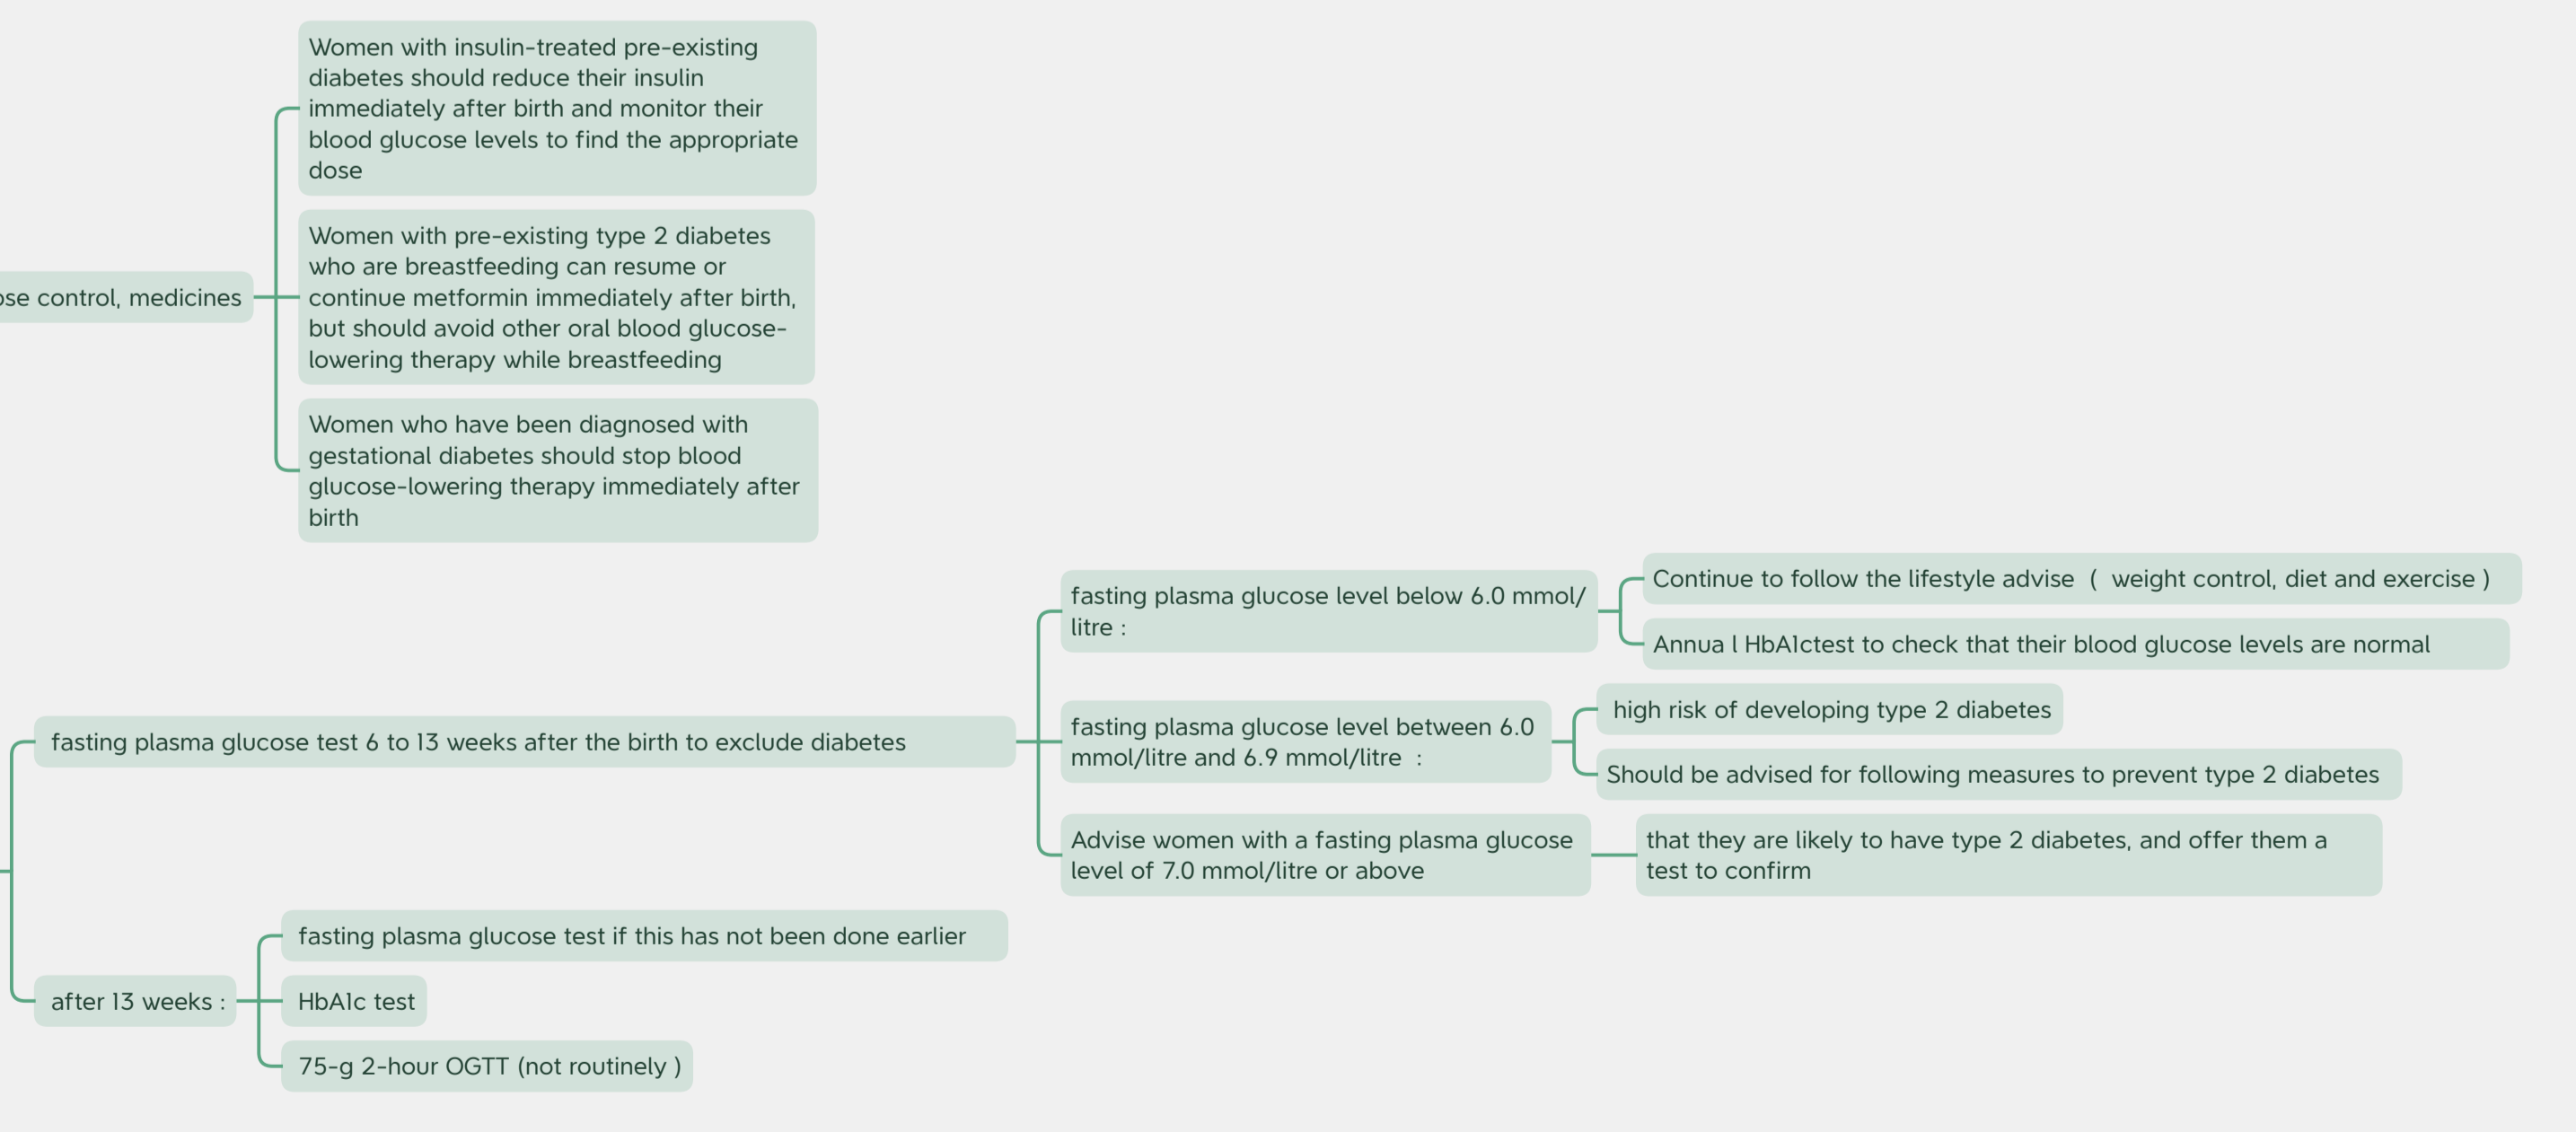 Women with insulin-treated pre-existing
diabetes should reduce their insulin
immediately after birth and monitor their
blood glucose levels to find the appropriate
dose
ose control, medicines
Women with pre-existing type 2 diabetes
who are breastfeeding can resume or
continue metformin immediately after birth,
but should avoid other oral blood glucose-
lowering therapy while breastfeeding
Women who have been diagnosed with
gestational diabetes should stop blood
glucose-lowering therapy immediately after
birth
fasting plasma glucose test 6 to 13 weeks after the birth to exclude diabetes
fasting plasma glucose level below 6.0 mmol/
litre :
Continue to follow the lifestyle advise ( weight control, diet and exercise )
Annua l HbA1ctest to check that their blood glucose levels are normal
fasting plasma glucose level between 6.0
mmol/litre and 6.9 mmol/litre :
high risk of developing type 2 diabetes
Should be advised for following measures to prevent type 2 diabetes
Advise women with a fasting plasma glucose
level of 7.0 mmol/litre or above
that they are likely to have type 2 diabetes, and offer them a
test to confirm
after 13 weeks :
fasting plasma glucose test if this has not been done earlier
HbA1c test
75-g 2-hour OGTT (not routinely )